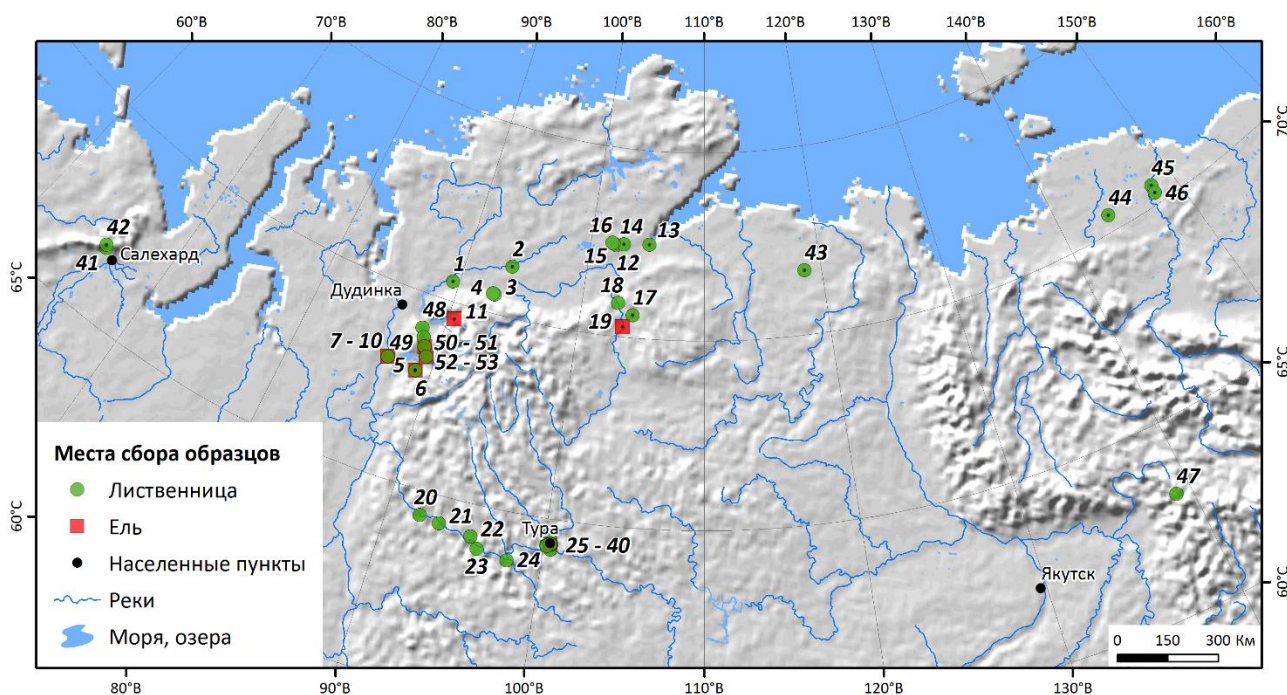 60°В 70°В 80°В 90°В 100°В 110°В 120°В 130°В 140°В 150°В 160°В
70°С
65°С
65°С
60°С
60°С
42
41
Салехард
Дудинка
1
2
4
3
48
11
7 - 10
49
50 - 51
5
52 - 53
6
16
14
13
15
12
18
17
19
43
44
45
46
47
20
21
22
23
24
Тура
25 - 40
Якутск
Места сбора образцов
Лиственница
Ель
Населенные пункты
Реки
Моря, озера
0 150 300 Км
80°В 90°В 100°В 110°В 120°В 130°В